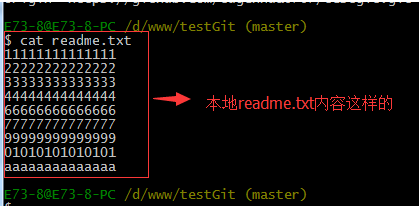 E73-8@E73-8-PC /d/www/testGit (master)
$ cat readme.txt
11111111111111
22222222222222
33333333333333
44444444444444
66666666666666
77777777777777
99999999999999
01010101010101
aaaaaaaaaaaaaa
本地readme.txt内容这样的
E73-8@E73-8-PC /d/www/testGit (master)